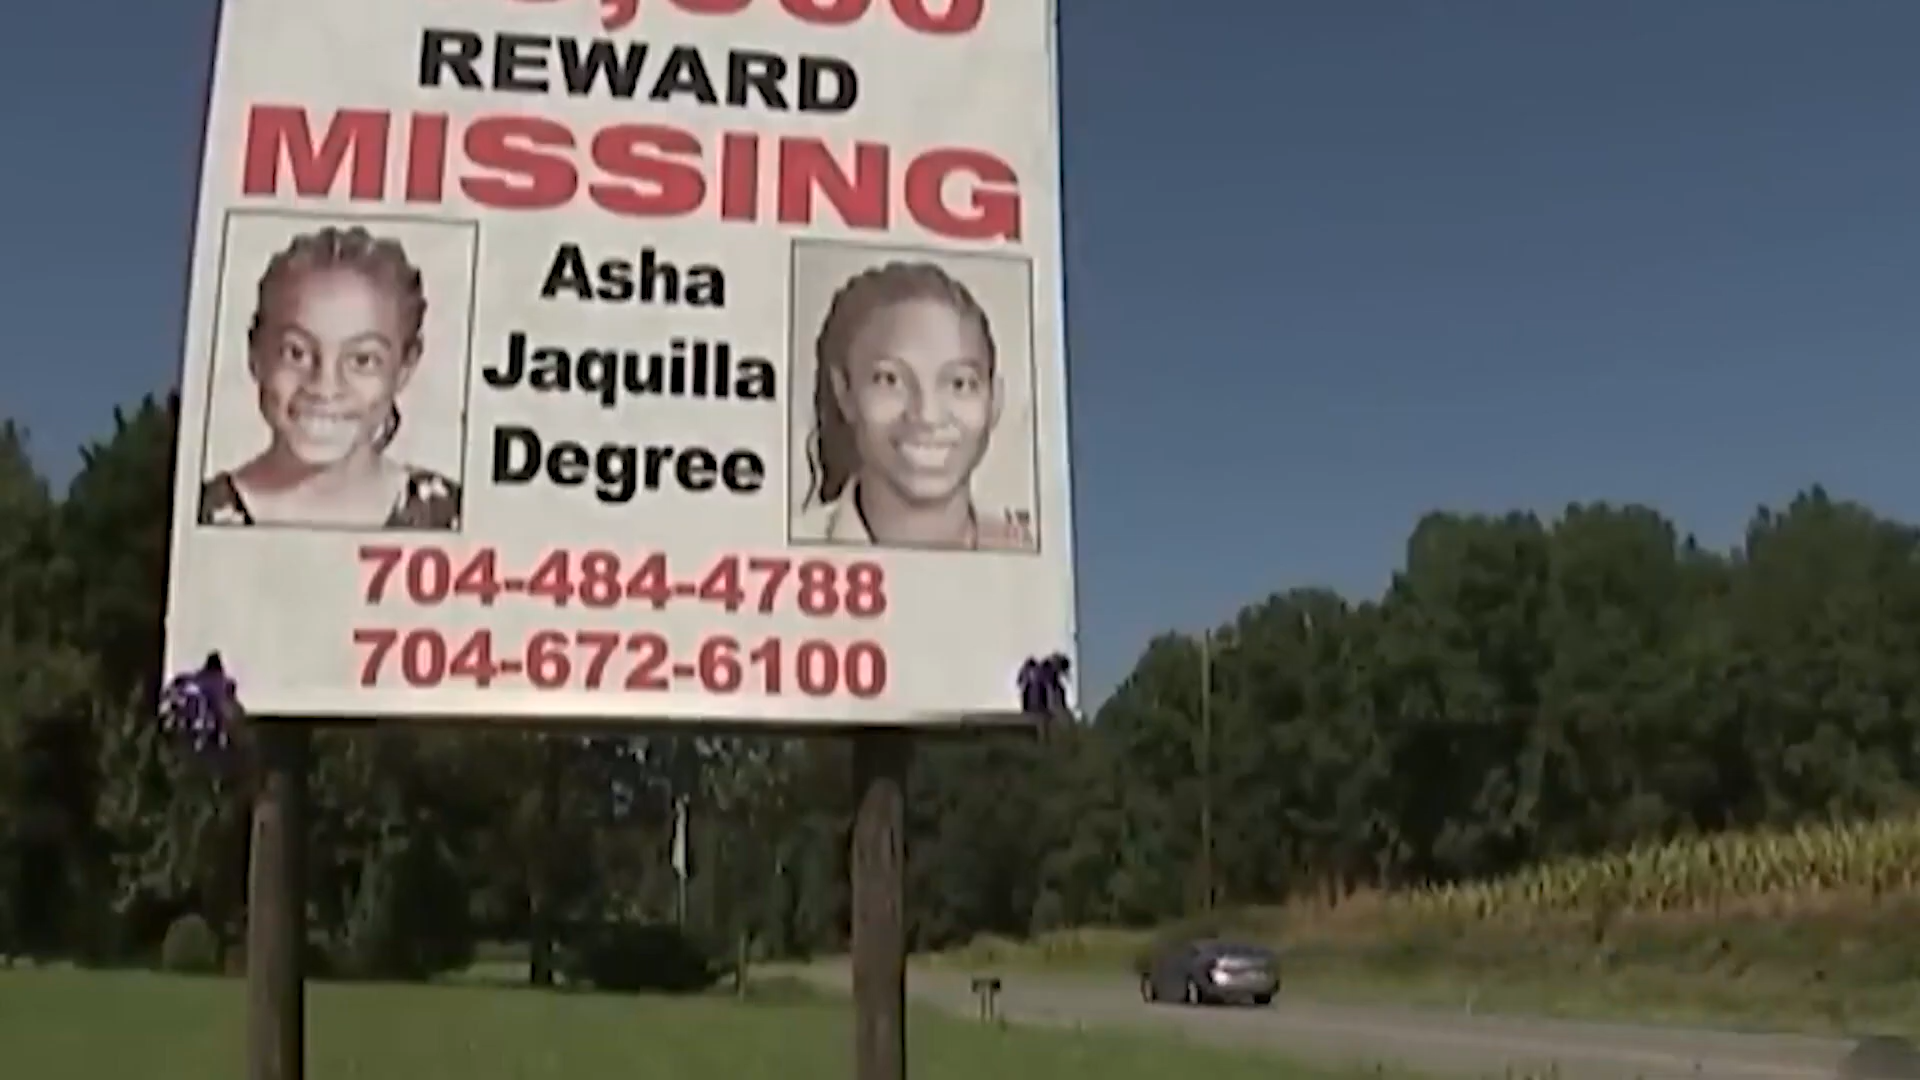 REWARD
MISSING
Asha
Jaquilla
Degree
704-484-4788
704-672-6100